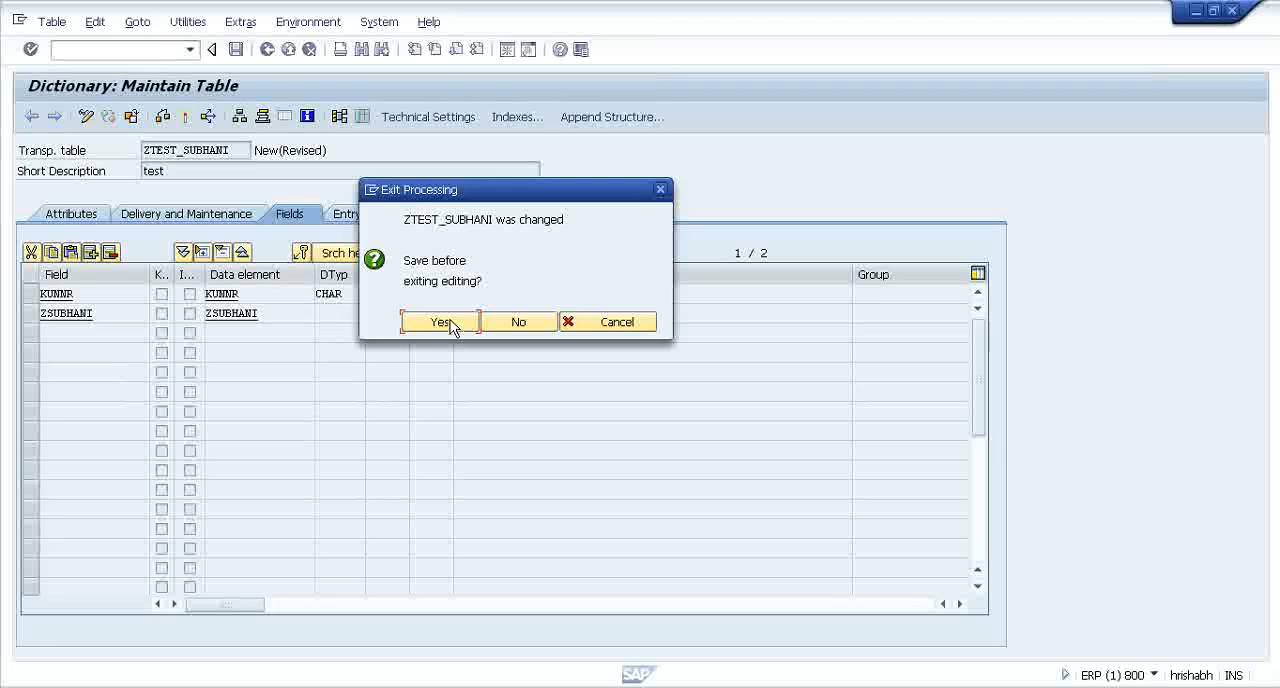 Table Edit Goto Utilities Extras Environment System Help
Dictionary: Maintain Table
Technical Settings Indexes... Append Structure...
Transp. table ZTEST_SUBHANI New(Revised)
Short Description test
Exit Processing
ZTEST_SUBHANI was changed
Save before
exiting editing?
Yes No Cancel
Attributes Delivery and Maintenance Fields Entry
Srch he 1 / 2
Field K.. I... Data element DTyp Group
KUNNR KUNNR CHAR
ZSUBHANI ZSUBHANI
SAP ERP (1) 800 hrishabh INS